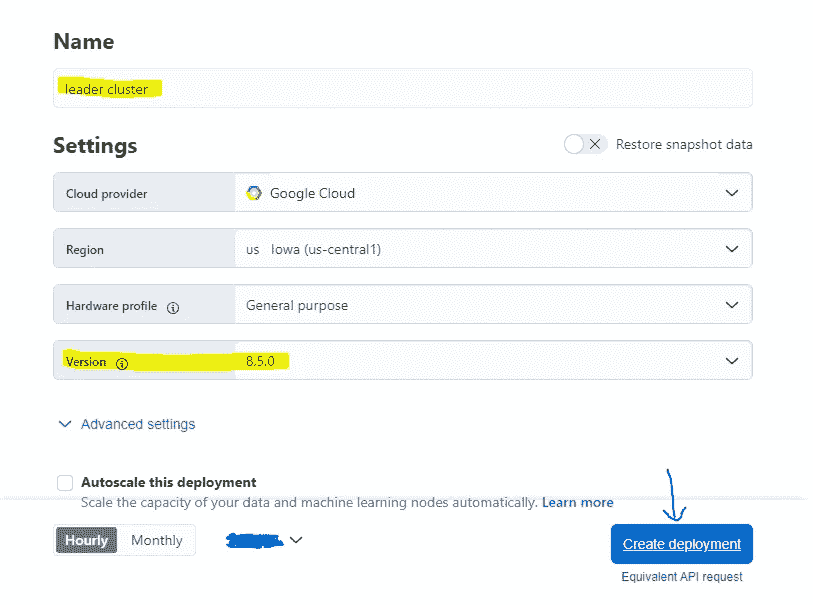 Name
leader cluster
Settings
Restore snapshot data
Cloud provider Google Cloud
Region us Iowa (us-central1)
Hardware profile General purpose
Version 8.5.0
Advanced settings
Autoscale this deployment
Scale the capacity of your data and machine learning nodes automatically. Learn more
Hourly Monthly
Create deployment
Equivalent API request